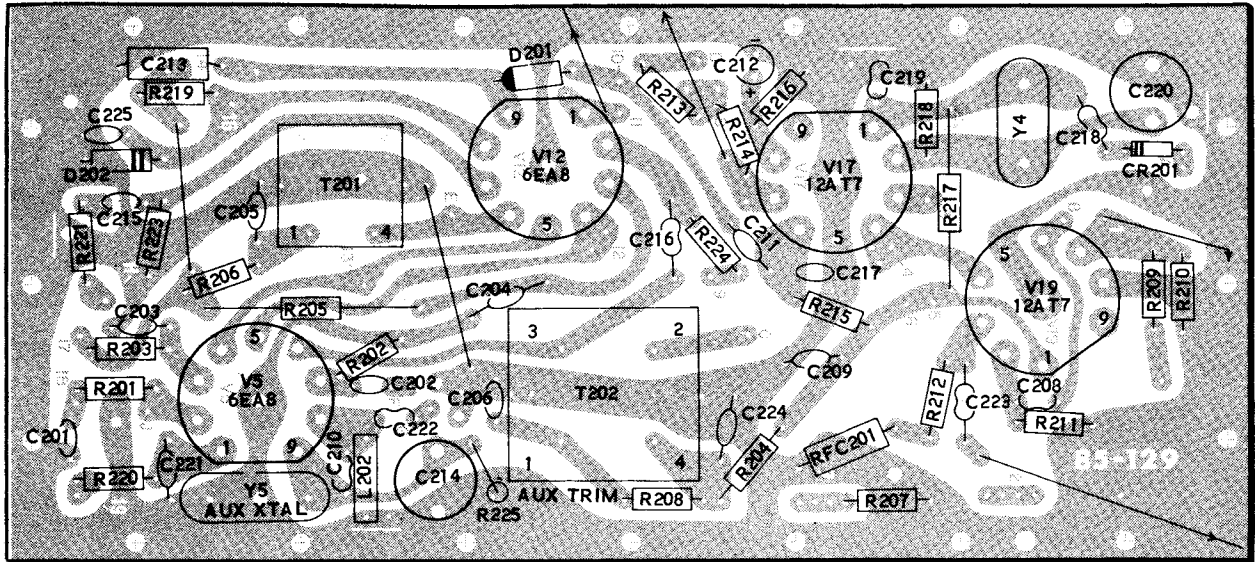 D201
C213
C212
C219
R219
R213
R216
R218
C220
C225
9 1
9 1
Y4
C218
R214
D202
V12
6EA8
V17
12AT7
CR201
T201
C215
C205
R217
R221
R223
1 4
5
C216
R224
C211
5
5
R206
C217
V19
12AT7
R209
R210
C204
R205
R215
9
C203
5
3 2
R203
R202
C209
1
R201
V5
6EA8
C202
C206
T202
R212
C223
C208
C222
C224
R211
C201
1 9
C210
C221
L202
C214
1 4
R204
RFC201
85-129
R220
Y5
AUX XTAL
AUX TRIM
R225
R208
R207